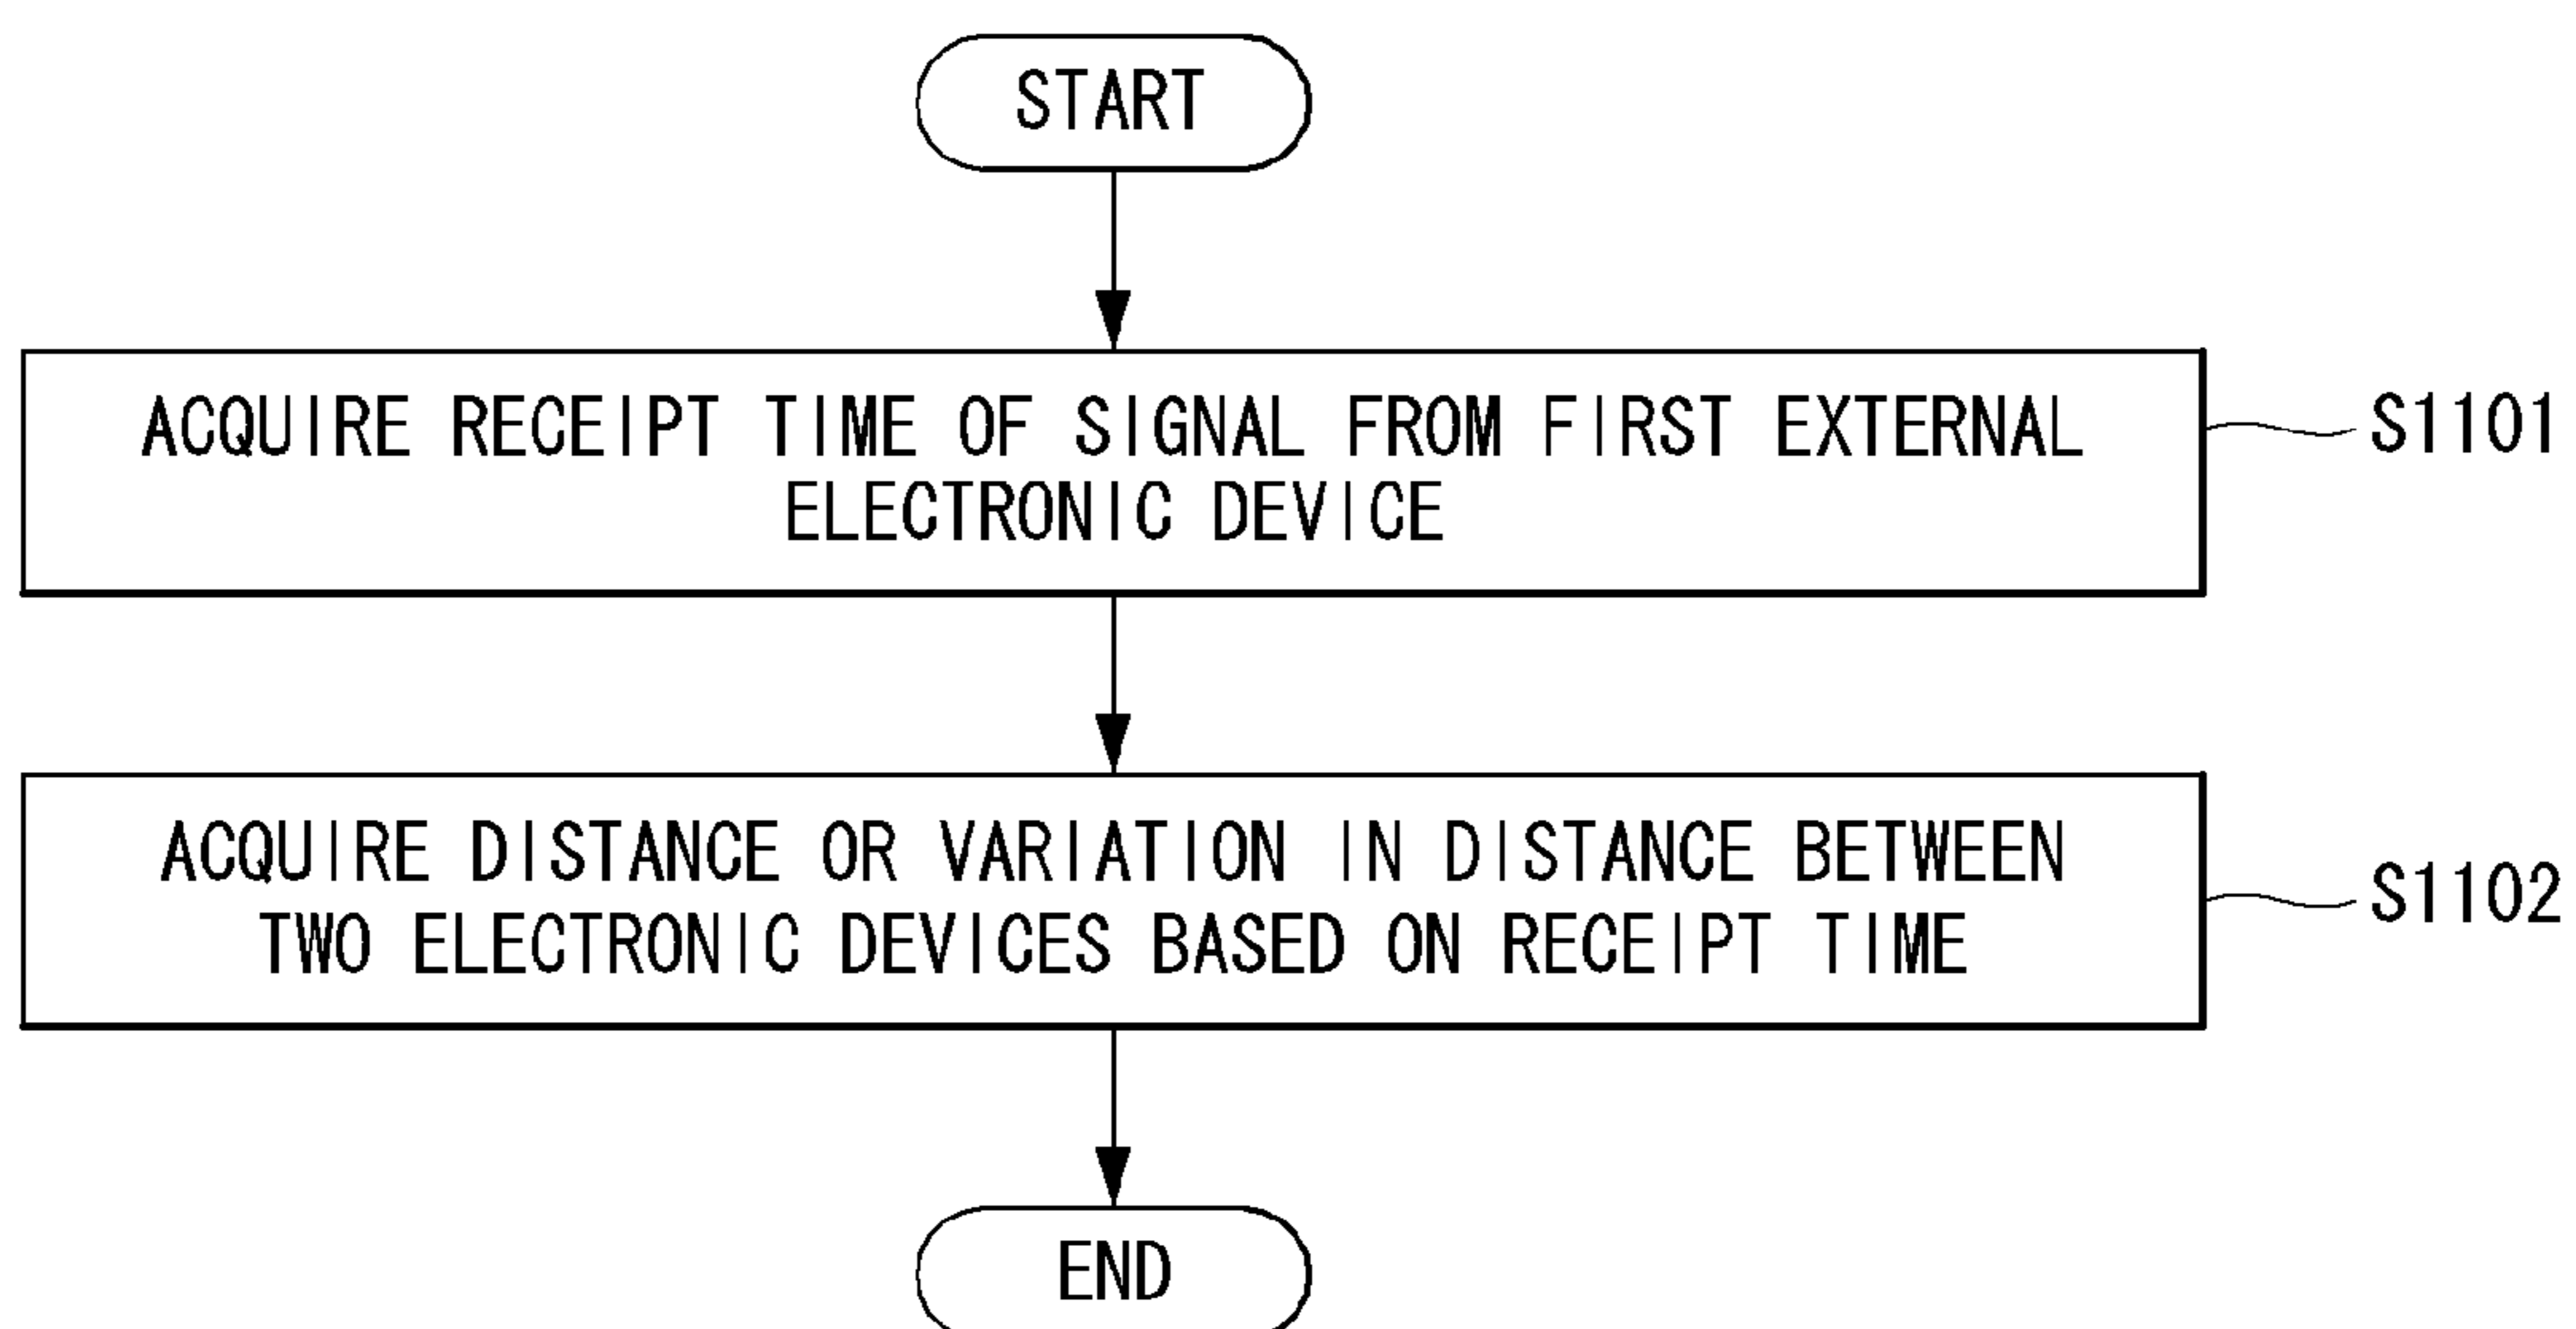 START
ACQUIRE RECEIPT TIME OF SIGNAL FROM FIRST EXTERNAL
ELECTRONIC DEVICE
S1101
ACQUIRE DISTANCE OR VARIATION IN DISTANCE BETWEEN
TWO ELECTRONIC DEVICES BASED ON RECEIPT TIME
S1102
END